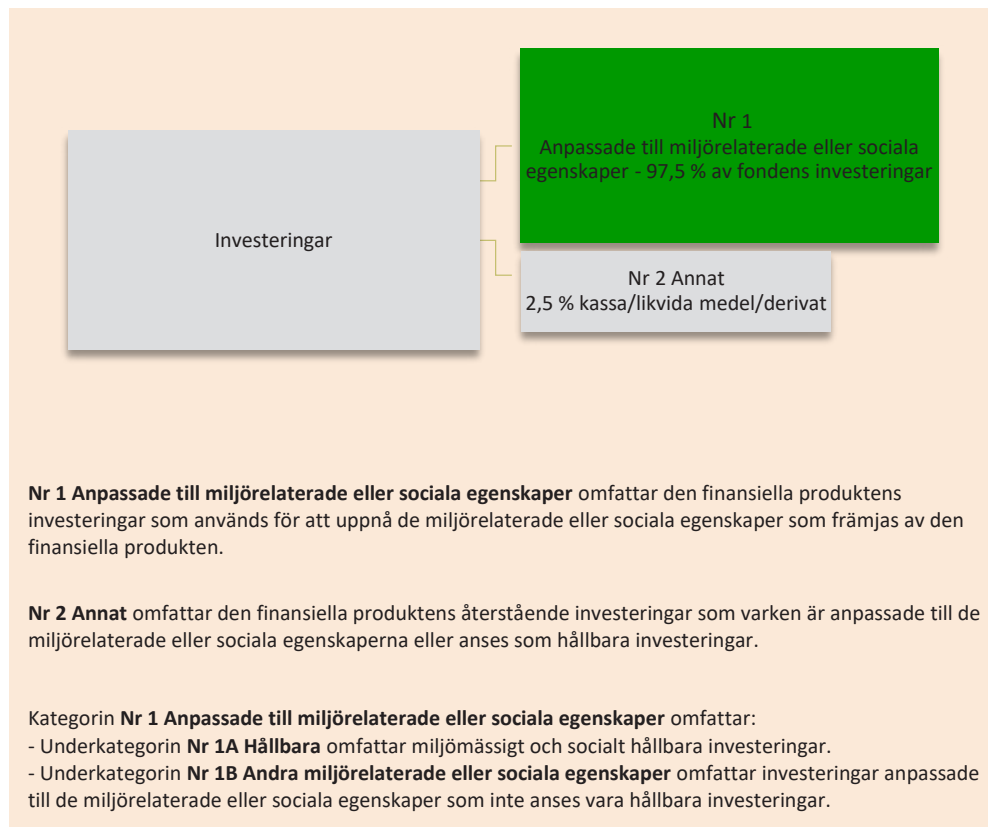 Nr 1
Anpassade till miljörelaterade eller sociala
egenskaper - 97,5 % av fondens investeringar
Investeringar
Nr 2 Annat
2,5 % kassa/likvida medel/derivat
Nr 1 Anpassade till miljörelaterade eller sociala egenskaper omfattar den finansiella produktens
investeringar som används för att uppnå de miljörelaterade eller sociala egenskaper som främjas av den
finansiella produkten.
Nr 2 Annat omfattar den finansiella produktens återstående investeringar som varken är anpassade till de
miljörelaterade eller sociala egenskaperna eller anses som hållbara investeringar.
Kategorin Nr 1 Anpassade till miljörelaterade eller sociala egenskaper omfattar:
- Underkategorin Nr 1A Hållbara omfattar miljömässigt och socialt hållbara investeringar.
- Underkategorin Nr 1B Andra miljörelaterade eller sociala egenskaper omfattar investeringar anpassade
till de miljörelaterade eller sociala egenskaper som inte anses vara hållbara investeringar.